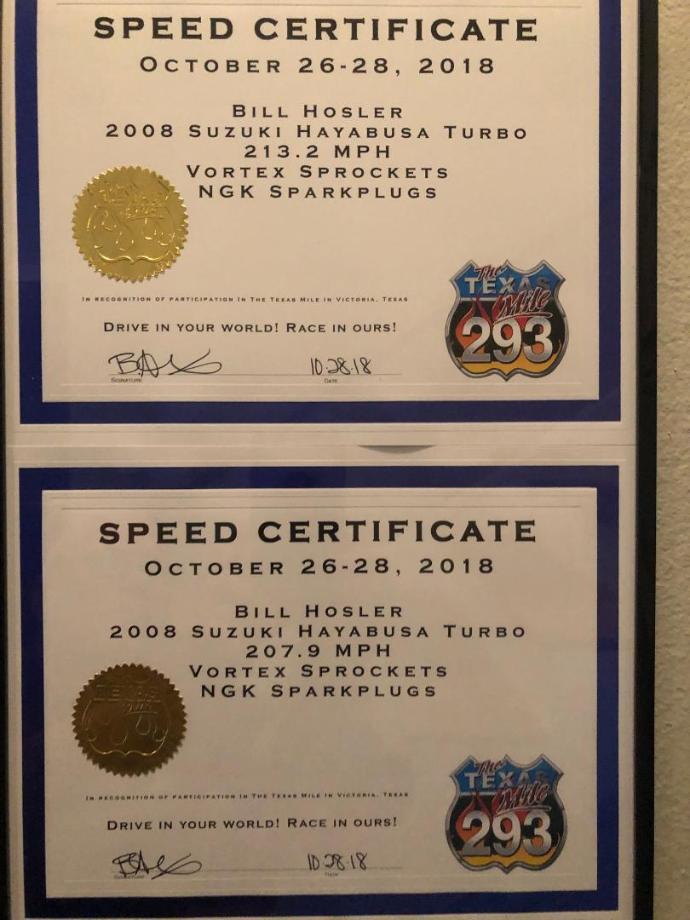 SPEED CERTIFICATE
OCTOBER 26-28, 2018
BILL HOSLER
2008 SUZUKI HAYABUSA TURBO
213.2 MPH
VORTEX SPROCKETS
NGK SPARKPLUGS
IN RECOGNITION OF PARTICIPATION IN THE TEXAS MILE IN VICTORIA, TEXAS
DRIVE IN YOUR WORLD! RACE IN OURS!
10.28.18
SIGNATURE DATE
The
TEXAS
Mile
293
SPEED CERTIFICATE
OCTOBER 26-28, 2018
BILL HOSLER
2008 SUZUKI HAYABUSA TURBO
207.9 MPH
VORTEX SPROCKETS
NGK SPARKPLUGS
IN RECOGNITION OF PARTICIPATION IN THE TEXAS MILE IN VICTORIA, TEXAS
DRIVE IN YOUR WORLD! RACE IN OURS!
10.28.18
SIGNATURE DATE
The
TEXAS
Mile
293